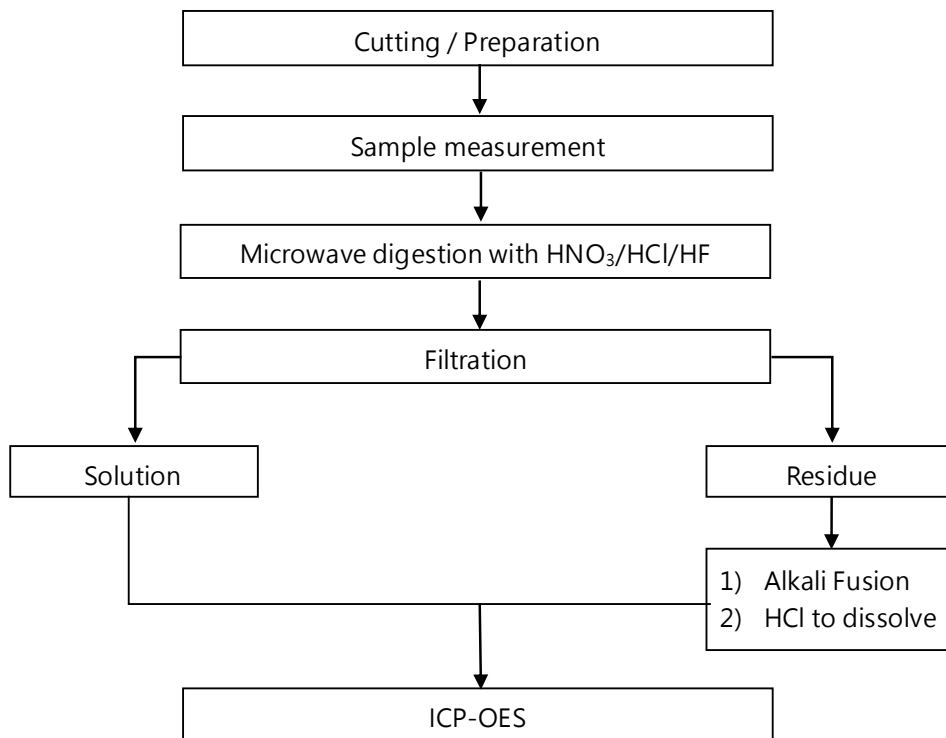 Cutting / Preparation
Sample measurement
Microwave digestion with HNO₃/HCl/HF
Filtration
Solution
Residue
1) Alkali Fusion
2) HCl to dissolve
ICP-OES